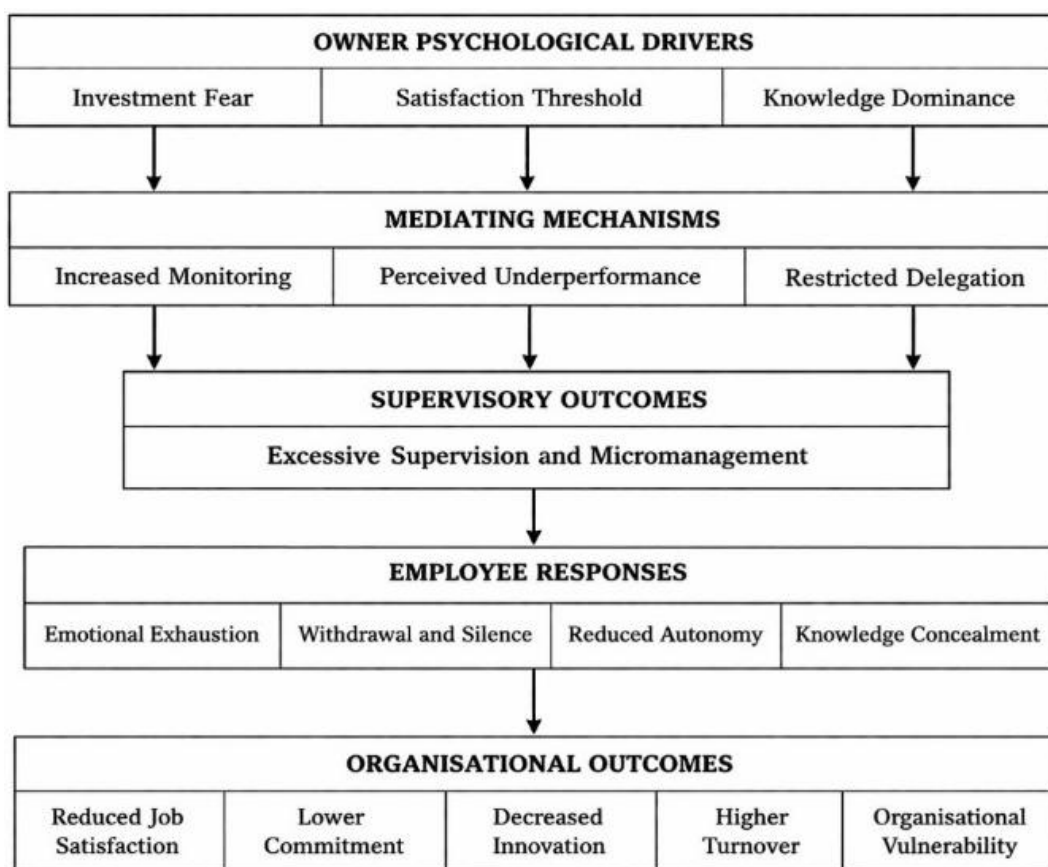 OWNER PSYCHOLOGICAL DRIVERS
Investment Fear
Satisfaction Threshold
Knowledge Dominance
MEDIATING MECHANISMS
Increased Monitoring
Perceived Underperformance
Restricted Delegation
SUPERVISORY OUTCOMES
Excessive Supervision and Micromanagement
EMPLOYEE RESPONSES
Emotional Exhaustion
Withdrawal and Silence
Reduced Autonomy
Knowledge Concealment
ORGANISATIONAL OUTCOMES
Reduced Job
Satisfaction
Lower
Commitment
Decreased
Innovation
Higher
Turnover
Organisational
Vulnerability